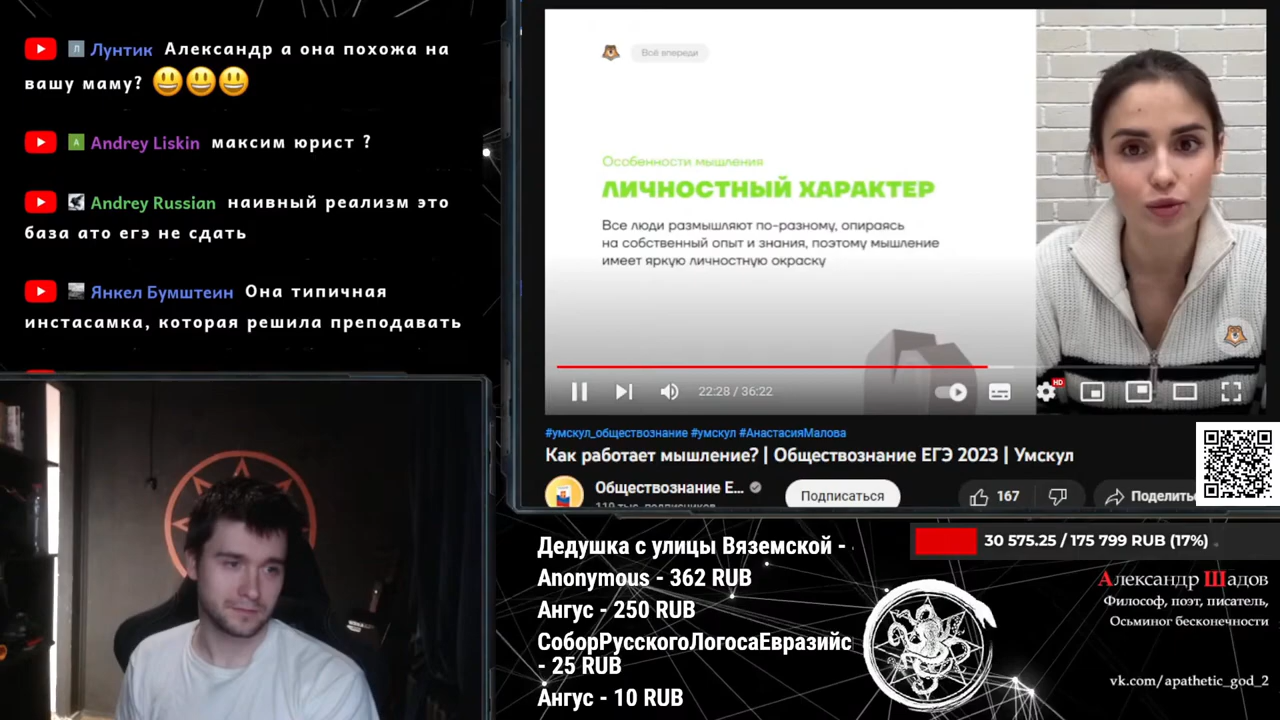 Лунтик Александр а она похожа на
вашу маму? 😃😃😃
Andrey Liskin максим юрист ?
Andrey Russian наивный реализм это
база ато егэ не сдать
Янкел Бумштеин Она типичная
инстасамка, которая решила преподавать
Всё впереди
Особенности мышления
ЛИЧНОСТНЫЙ ХАРАКТЕР
Все люди размышляют по-разному, опираясь
на собственный опыт и знания, поэтому мышление
имеет яркую личностную окраску
22:28 / 36:22
HD
#умскул_обществознание #умскул #АнастасияМалова
Как работает мышление? | Обществознание ЕГЭ 2023 | Умскул
Обществознание Е...
Подписаться
167
Поделить
Дедушка с улицы Вяземской -
Anonymous - 362 RUB
Ангус - 250 RUB
СоборРусскогоЛогосаЕвразийс
- 25 RUB
Ангус - 10 RUB
30 575.25 / 175 799 RUB (17%)
Александр Шадов
Философ, поэт, писатель,
Осьминог бесконечности
vk.com/apathetic_god_2